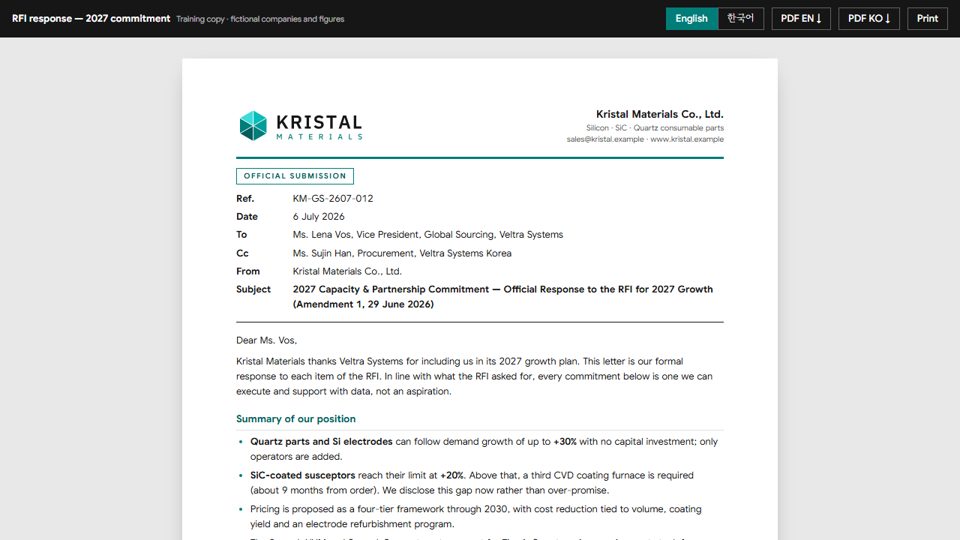 RFI response — 2027 commitment Training copy · fictional companies and figures
English 한국어 PDF EN ↓ PDF KO ↓ Print
KRISTAL
MATERIALS
Kristal Materials Co., Ltd.
Silicon · SiC · Quartz consumable parts
sales@kristal.example · www.kristal.example
OFFICIAL SUBMISSION
Ref. KM-GS-2607-012
Date 6 July 2026
To Ms. Lena Vos, Vice President, Global Sourcing, Veltra Systems
Cc Ms. Sujin Han, Procurement, Veltra Systems Korea
From Kristal Materials Co., Ltd.
Subject 2027 Capacity & Partnership Commitment — Official Response to the RFI for 2027 Growth
(Amendment 1, 29 June 2026)
Dear Ms. Vos,
Kristal Materials thanks Veltra Systems for including us in its 2027 growth plan. This letter is our formal
response to each item of the RFI. In line with what the RFI asked for, every commitment below is one we can
execute and support with data, not an aspiration.
Summary of our position
• Quartz parts and Si electrodes can follow demand growth of up to +30% with no capital investment; only
operators are added.
• SiC-coated susceptors reach their limit at +20%. Above that, a third CVD coating furnace is required
(about 9 months from order). We disclose this gap now rather than over-promise.
• Pricing is proposed as a four-tier framework through 2030, with cost reduction tied to volume, coating
yield and an electrode refurbishment program.